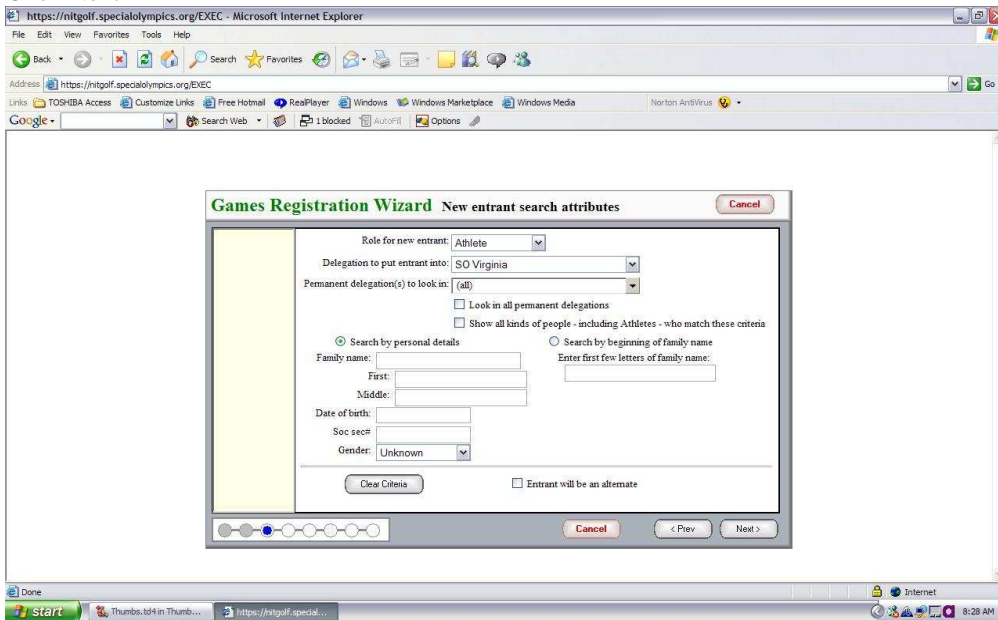 https://nitgolf.specialolympics.org/EXEC - Microsoft Internet Explorer
File Edit View Favorites Tools Help
Back Search Favorites
Address https://nitgolf.specialolympics.org/EXEC Go
Links TOSHIBA Access Customize Links Free Hotmail RealPlayer Windows Windows Marketplace Windows Media Norton AntiVirus
Google Search Web 1 blocked AutoFill Options
Games Registration Wizard New entrant search attributes Cancel
Role for new entrant: Athlete
Delegation to put entrant into: SO Virginia
Permanent delegation(s) to look in: (all)
Look in all permanent delegations
Show all kinds of people - including Athletes - who match these criteria
Search by personal details Search by beginning of family name
Family name: Enter first few letters of family name:
First:
Middle:
Date of birth:
Soc sec#
Gender: Unknown
Clear Criteria Entrant will be an alternate
Cancel < Prev Next >
Done Internet
start Thumbs.td4 in Thumb... https://nitgolf.special... 8:28 AM